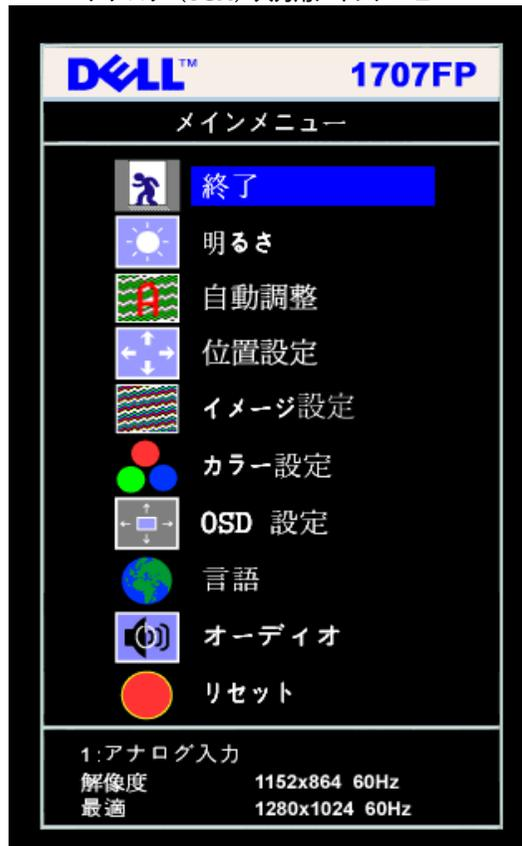 DELL™ 1707FP
メインメニュー
終了
明るさ
自動調整
位置設定
イメージ設定
カラー設定
OSD 設定
言語
オーディオ
リセット
1:アナログ入力
解像度 1152x864 60Hz
最適 1280x1024 60Hz